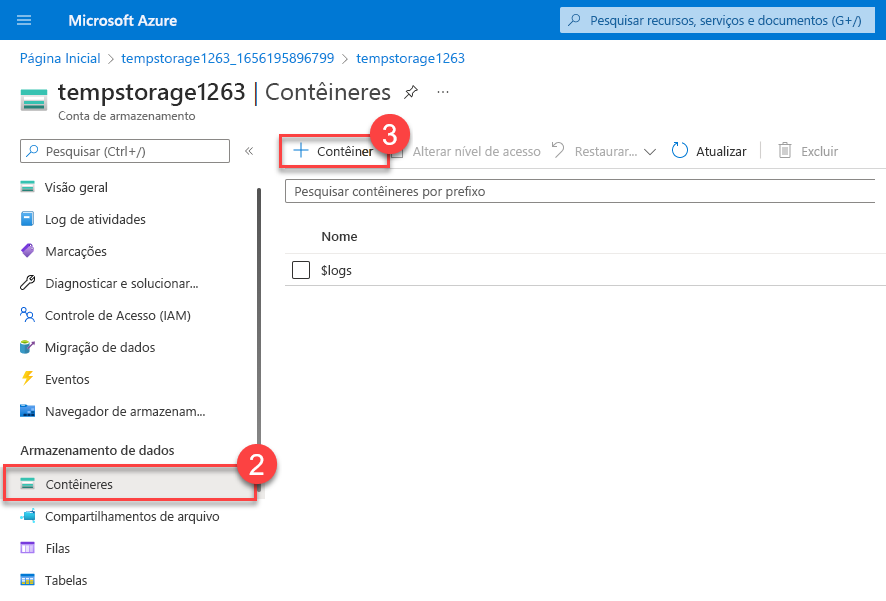 Microsoft Azure
Pesquisar recursos, serviços e documentos (G+/)
Página Inicial > tempstorage1263_1656195896799 > tempstorage1263
tempstorage1263 | Contêineres ...
Conta de armazenamento
Pesquisar (Ctrl+/) «
Visão geral
Log de atividades
Marcações
Diagnosticar e solucionar...
Controle de Acesso (IAM)
Migração de dados
Eventos
Navegador de armazenam...
Armazenamento de dados
Contêineres
2
Compartilhamentos de arquivo
Filas
Tabelas
+ Contêiner
3
Alterar nível de acesso
Restaurar...
Atualizar
Excluir
Pesquisar contêineres por prefixo
Nome
$logs